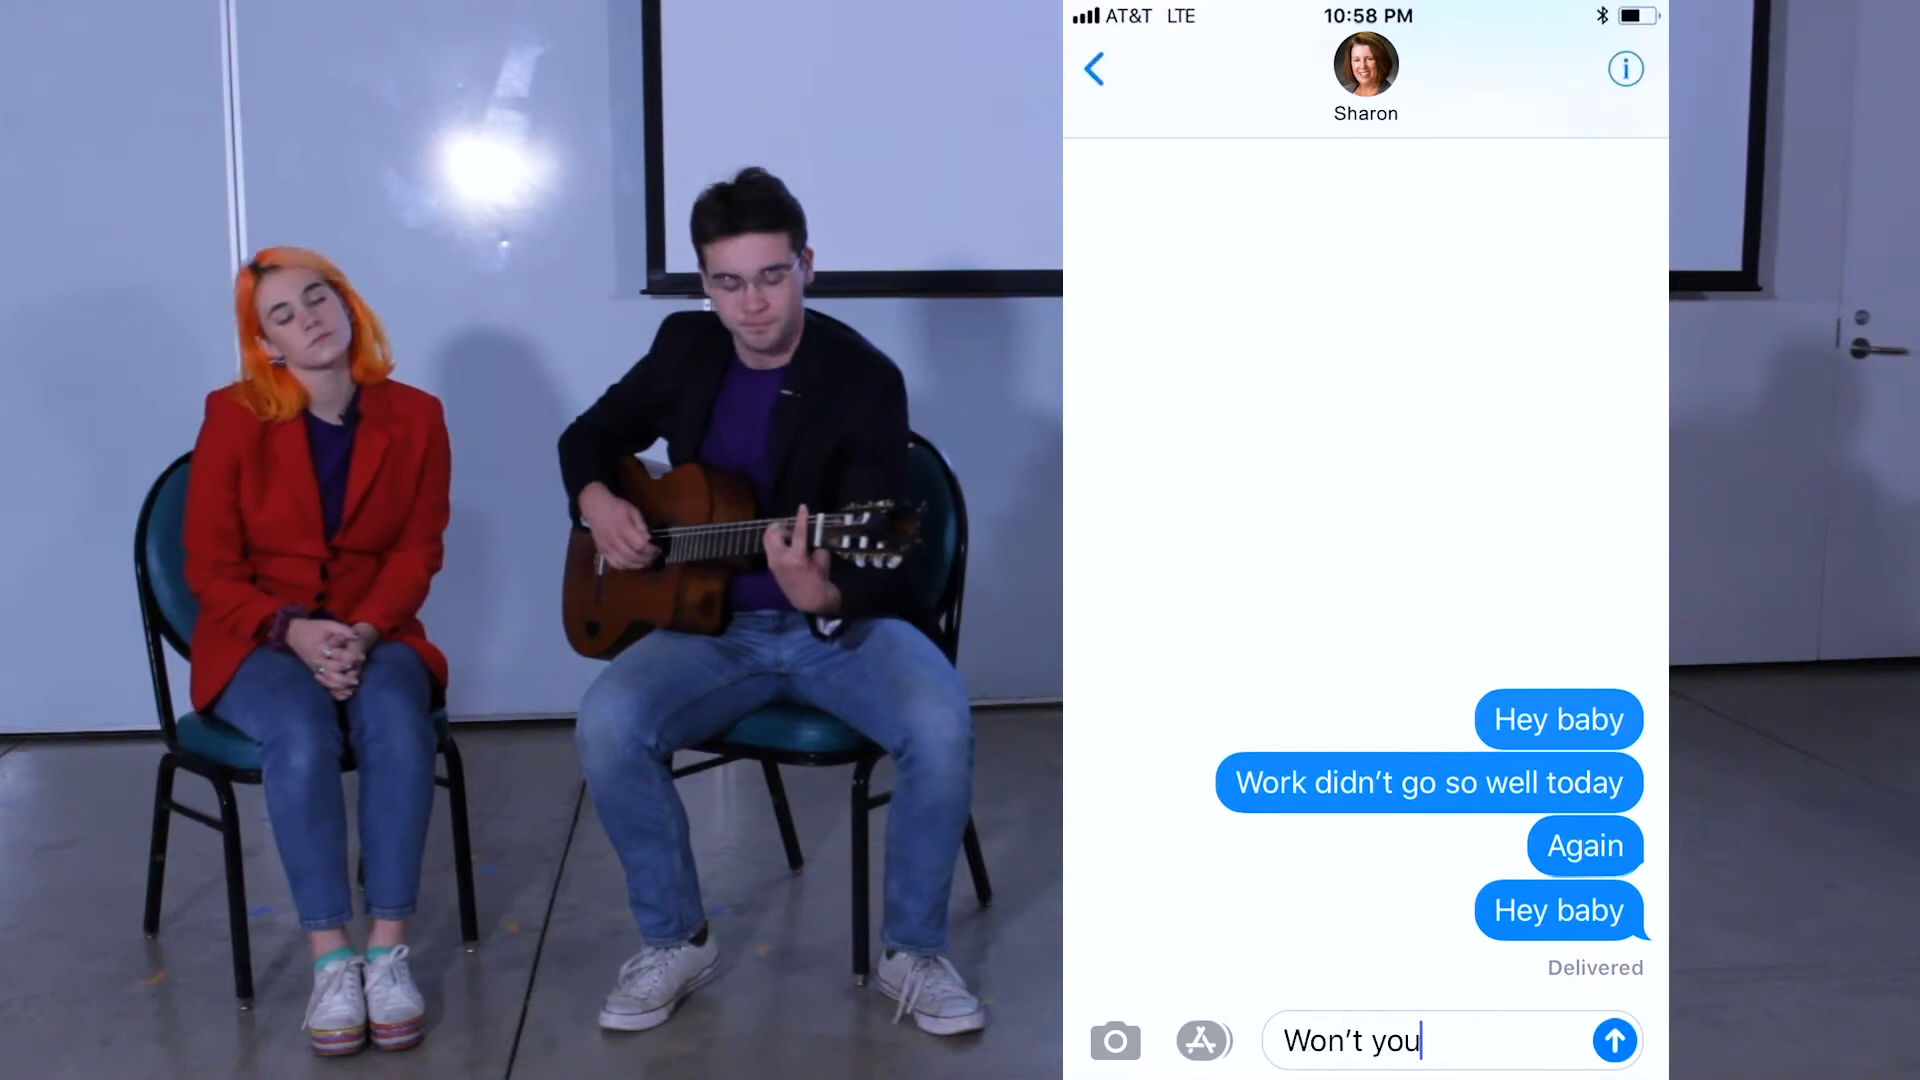 AT&T LTE 10:58 PM
Sharon
Hey baby
Work didn’t go so well today
Again
Hey baby
Delivered
Won’t you